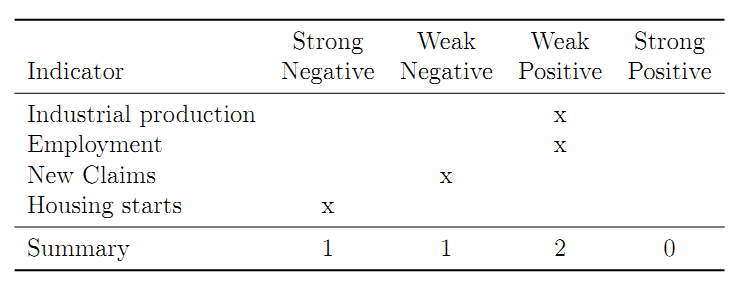 Strong Weak Weak Strong
Indicator Negative Negative Positive Positive
Industrial production x
Employment x
New Claims x
Housing starts x
Summary 1 1 2 0